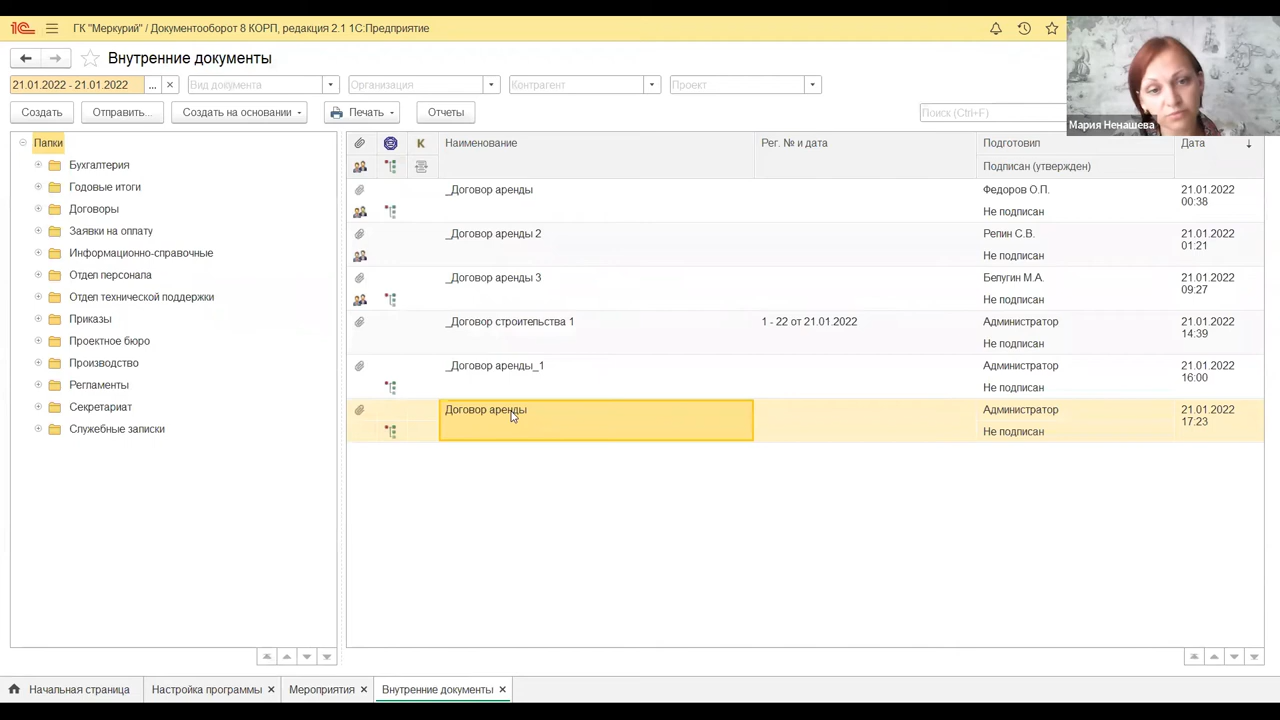 1С ГК "Меркурий" / Документооборот 8 КОРП, редакция 2.1 1С:Предприятие
Внутренние документы
21.01.2022 - 21.01.2022 ... × Вид документа Организация Контрагент Проект
Создать Отправить... Создать на основании Печать Отчеты Поиск (Ctrl+F)
Мария Ненашева
Папки
Бухгалтерия
Годовые итоги
Договоры
Заявки на оплату
Информационно-справочные
Отдел персонала
Отдел технической поддержки
Приказы
Проектное бюро
Производство
Регламенты
Секретариат
Служебные записки
К Наименование Рег. № и дата Подготовил Дата
Подписан (утвержден)
_Договор аренды Федоров О.П. 21.01.2022
00:38
Не подписан
_Договор аренды 2 Репин С.В. 21.01.2022
01:21
Не подписан
_Договор аренды 3 Белугин М.А. 21.01.2022
09:27
Не подписан
_Договор строительства 1 1 - 22 от 21.01.2022 Администратор 21.01.2022
14:39
Не подписан
_Договор аренды_1 Администратор 21.01.2022
16:00
Не подписан
Договор аренды Администратор 21.01.2022
17:23
Не подписан
Начальная страница Настройка программы × Мероприятия × Внутренние документы ×